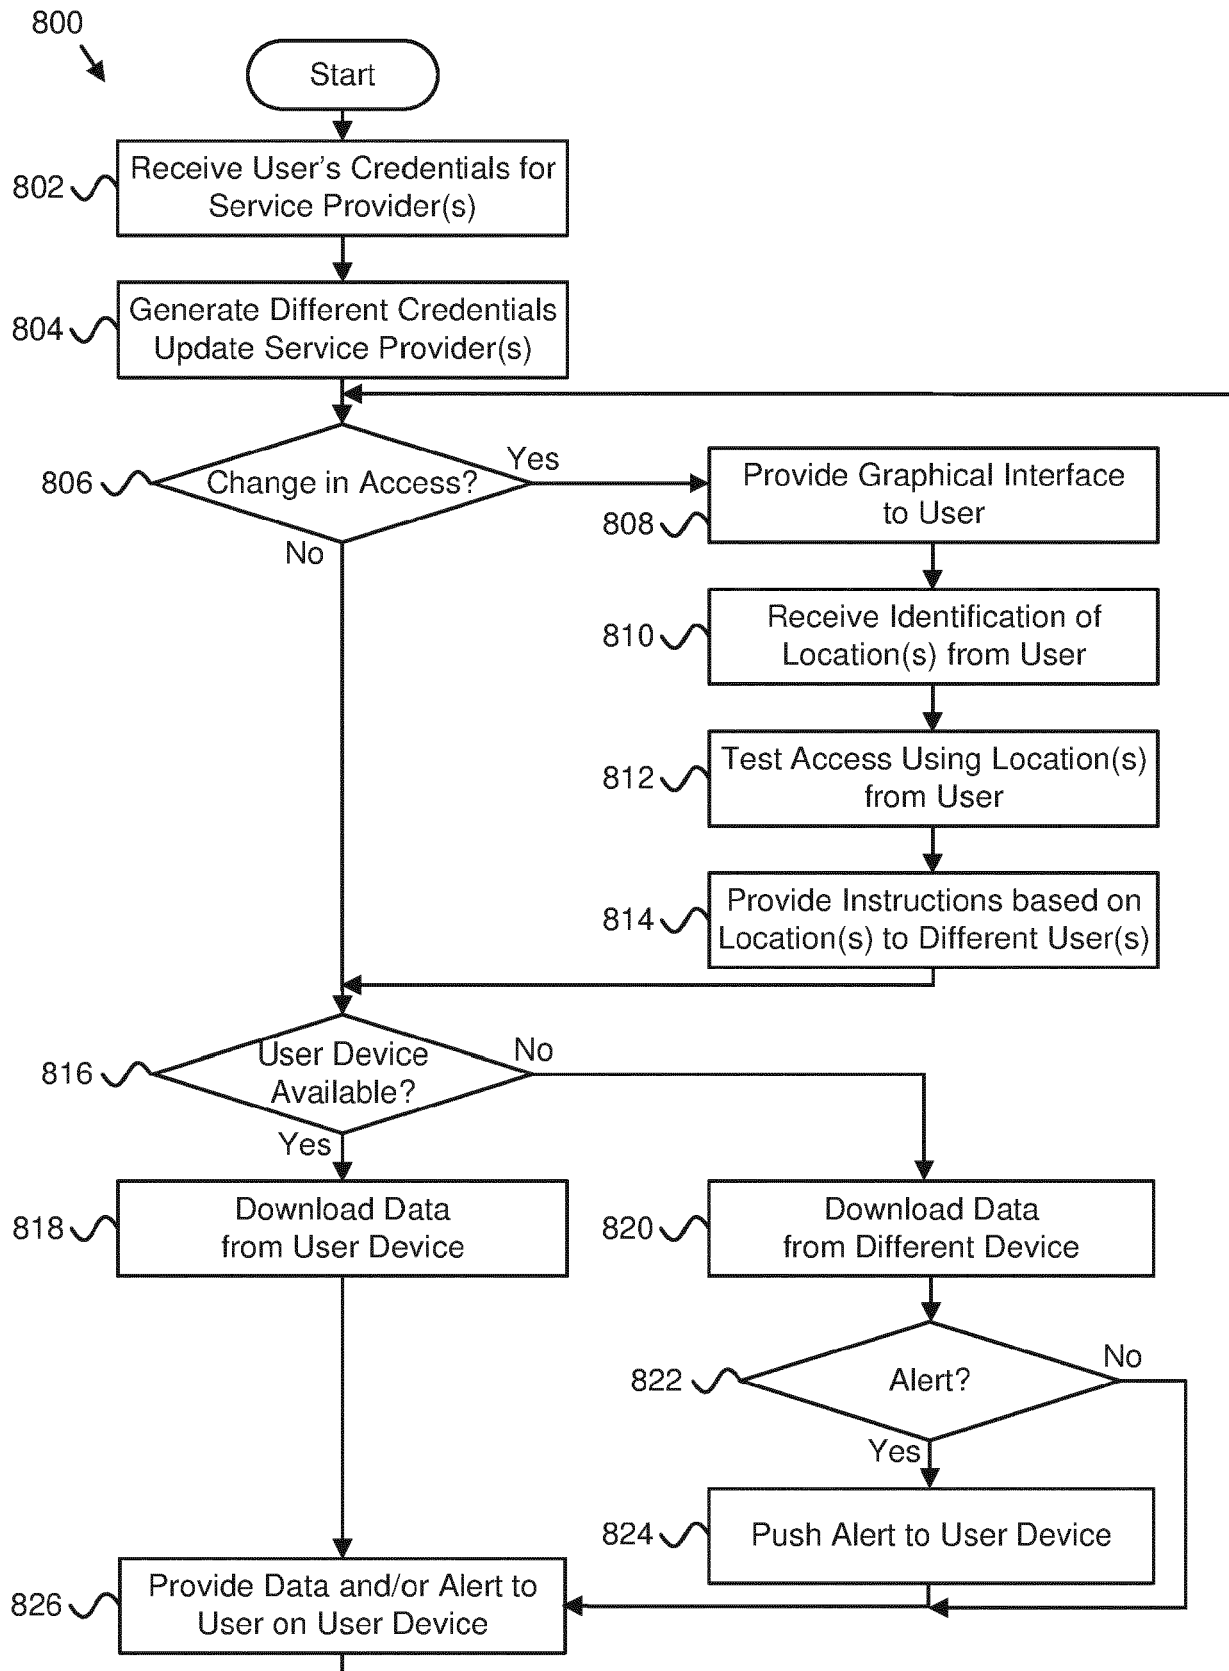 800
Start
802
Receive User's Credentials for
Service Provider(s)
804
Generate Different Credentials
Update Service Provider(s)
806
Change in Access?
Yes
No
808
Provide Graphical Interface
to User
810
Receive Identification of
Location(s) from User
812
Test Access Using Location(s)
from User
814
Provide Instructions based on
Location(s) to Different User(s)
816
User Device
Available?
No
Yes
818
Download Data
from User Device
820
Download Data
from Different Device
822
Alert?
No
Yes
824
Push Alert to User Device
826
Provide Data and/or Alert to
User on User Device